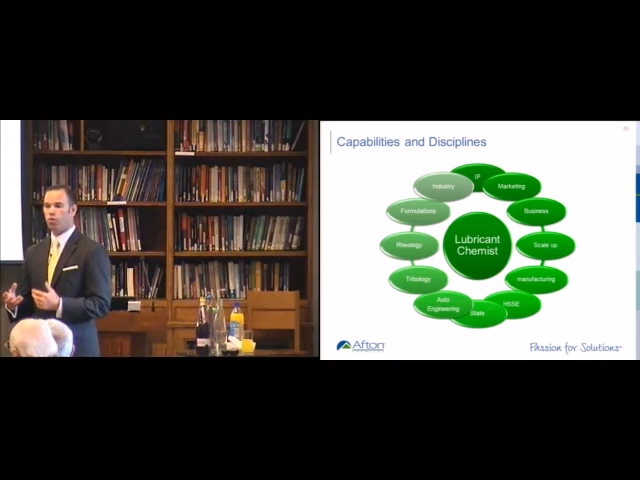 Capabilities and Disciplines
IP
Industry
Marketing
Formulations
Business
Rheology
Lubricant
Chemist
Scale up
Tribology
manufacturing
Auto
Engineering
Stats
HSSE
Afton
Passion for Solutions